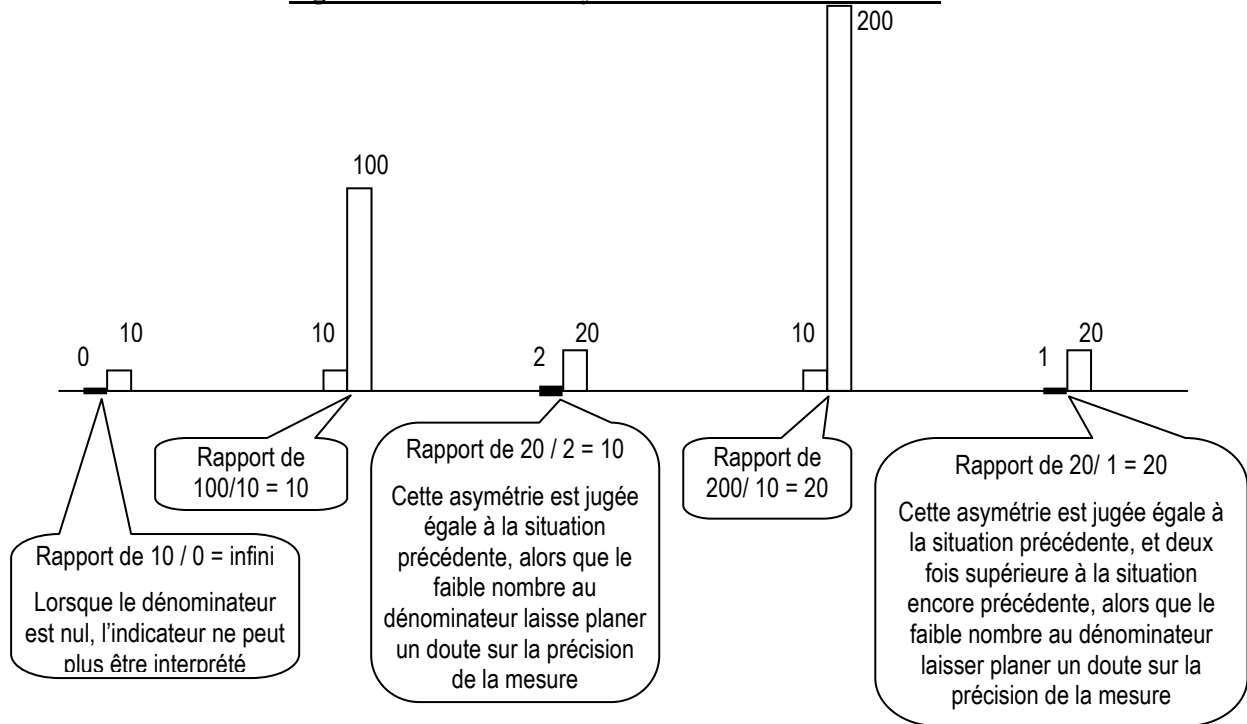 200
100
0
10
10
2
20
10
1
20
Rapport de 10 / 0 = infini
Lorsque le dénominateur
est nul, l’indicateur ne peut
plus être interprété
Rapport de
100/10 = 10
Rapport de 20 / 2 = 10
Cette asymétrie est jugée
égale à la situation
précédente, alors que le
faible nombre au
dénominateur laisse planer
un doute sur la précision
de la mesure
Rapport de
200/ 10 = 20
Rapport de 20/ 1 = 20
Cette asymétrie est jugée égale à
la situation précédente, et deux
fois supérieure à la situation
encore précédente, alors que le
faible nombre au dénominateur
laisser planer un doute sur la
précision de la mesure